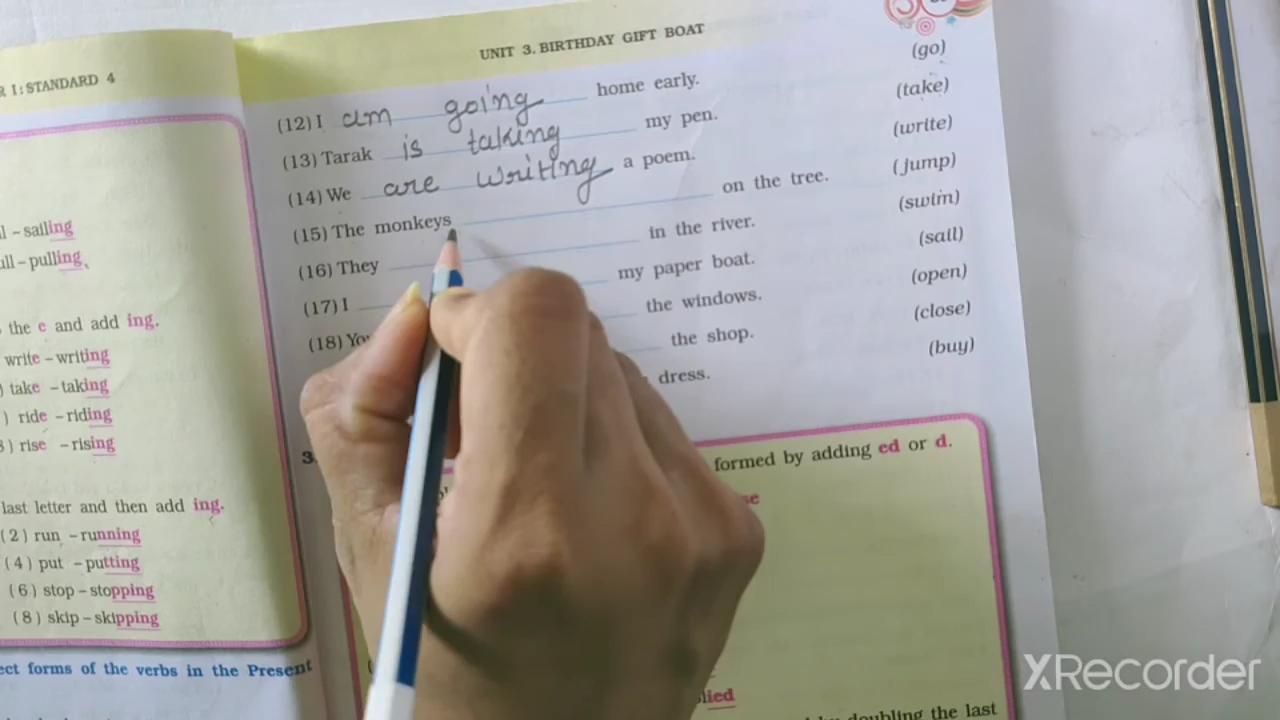 R I: STANDARD 4
l – sailing
ull – pulling
the e and add ing.
write – writing
) take – taking
) ride – riding
) rise – rising
last letter and then add ing.
(2) run – running
(4) put – putting
(6) stop – stopping
(8) skip – skipping
ect forms of the verbs in the Present
UNIT 3. BIRTHDAY GIFT BOAT
(12) I am going home early. (go)
(13) Tarak is taking my pen. (take)
(14) We are writing a poem. (write)
(15) The monkeys on the tree. (jump)
(16) They in the river. (swim)
(17) I my paper boat. (sail)
(18) You the windows. (open)
the shop. (close)
dress. (buy)
3.
formed by adding ed or d.
lied
doubling the last
XRecorder